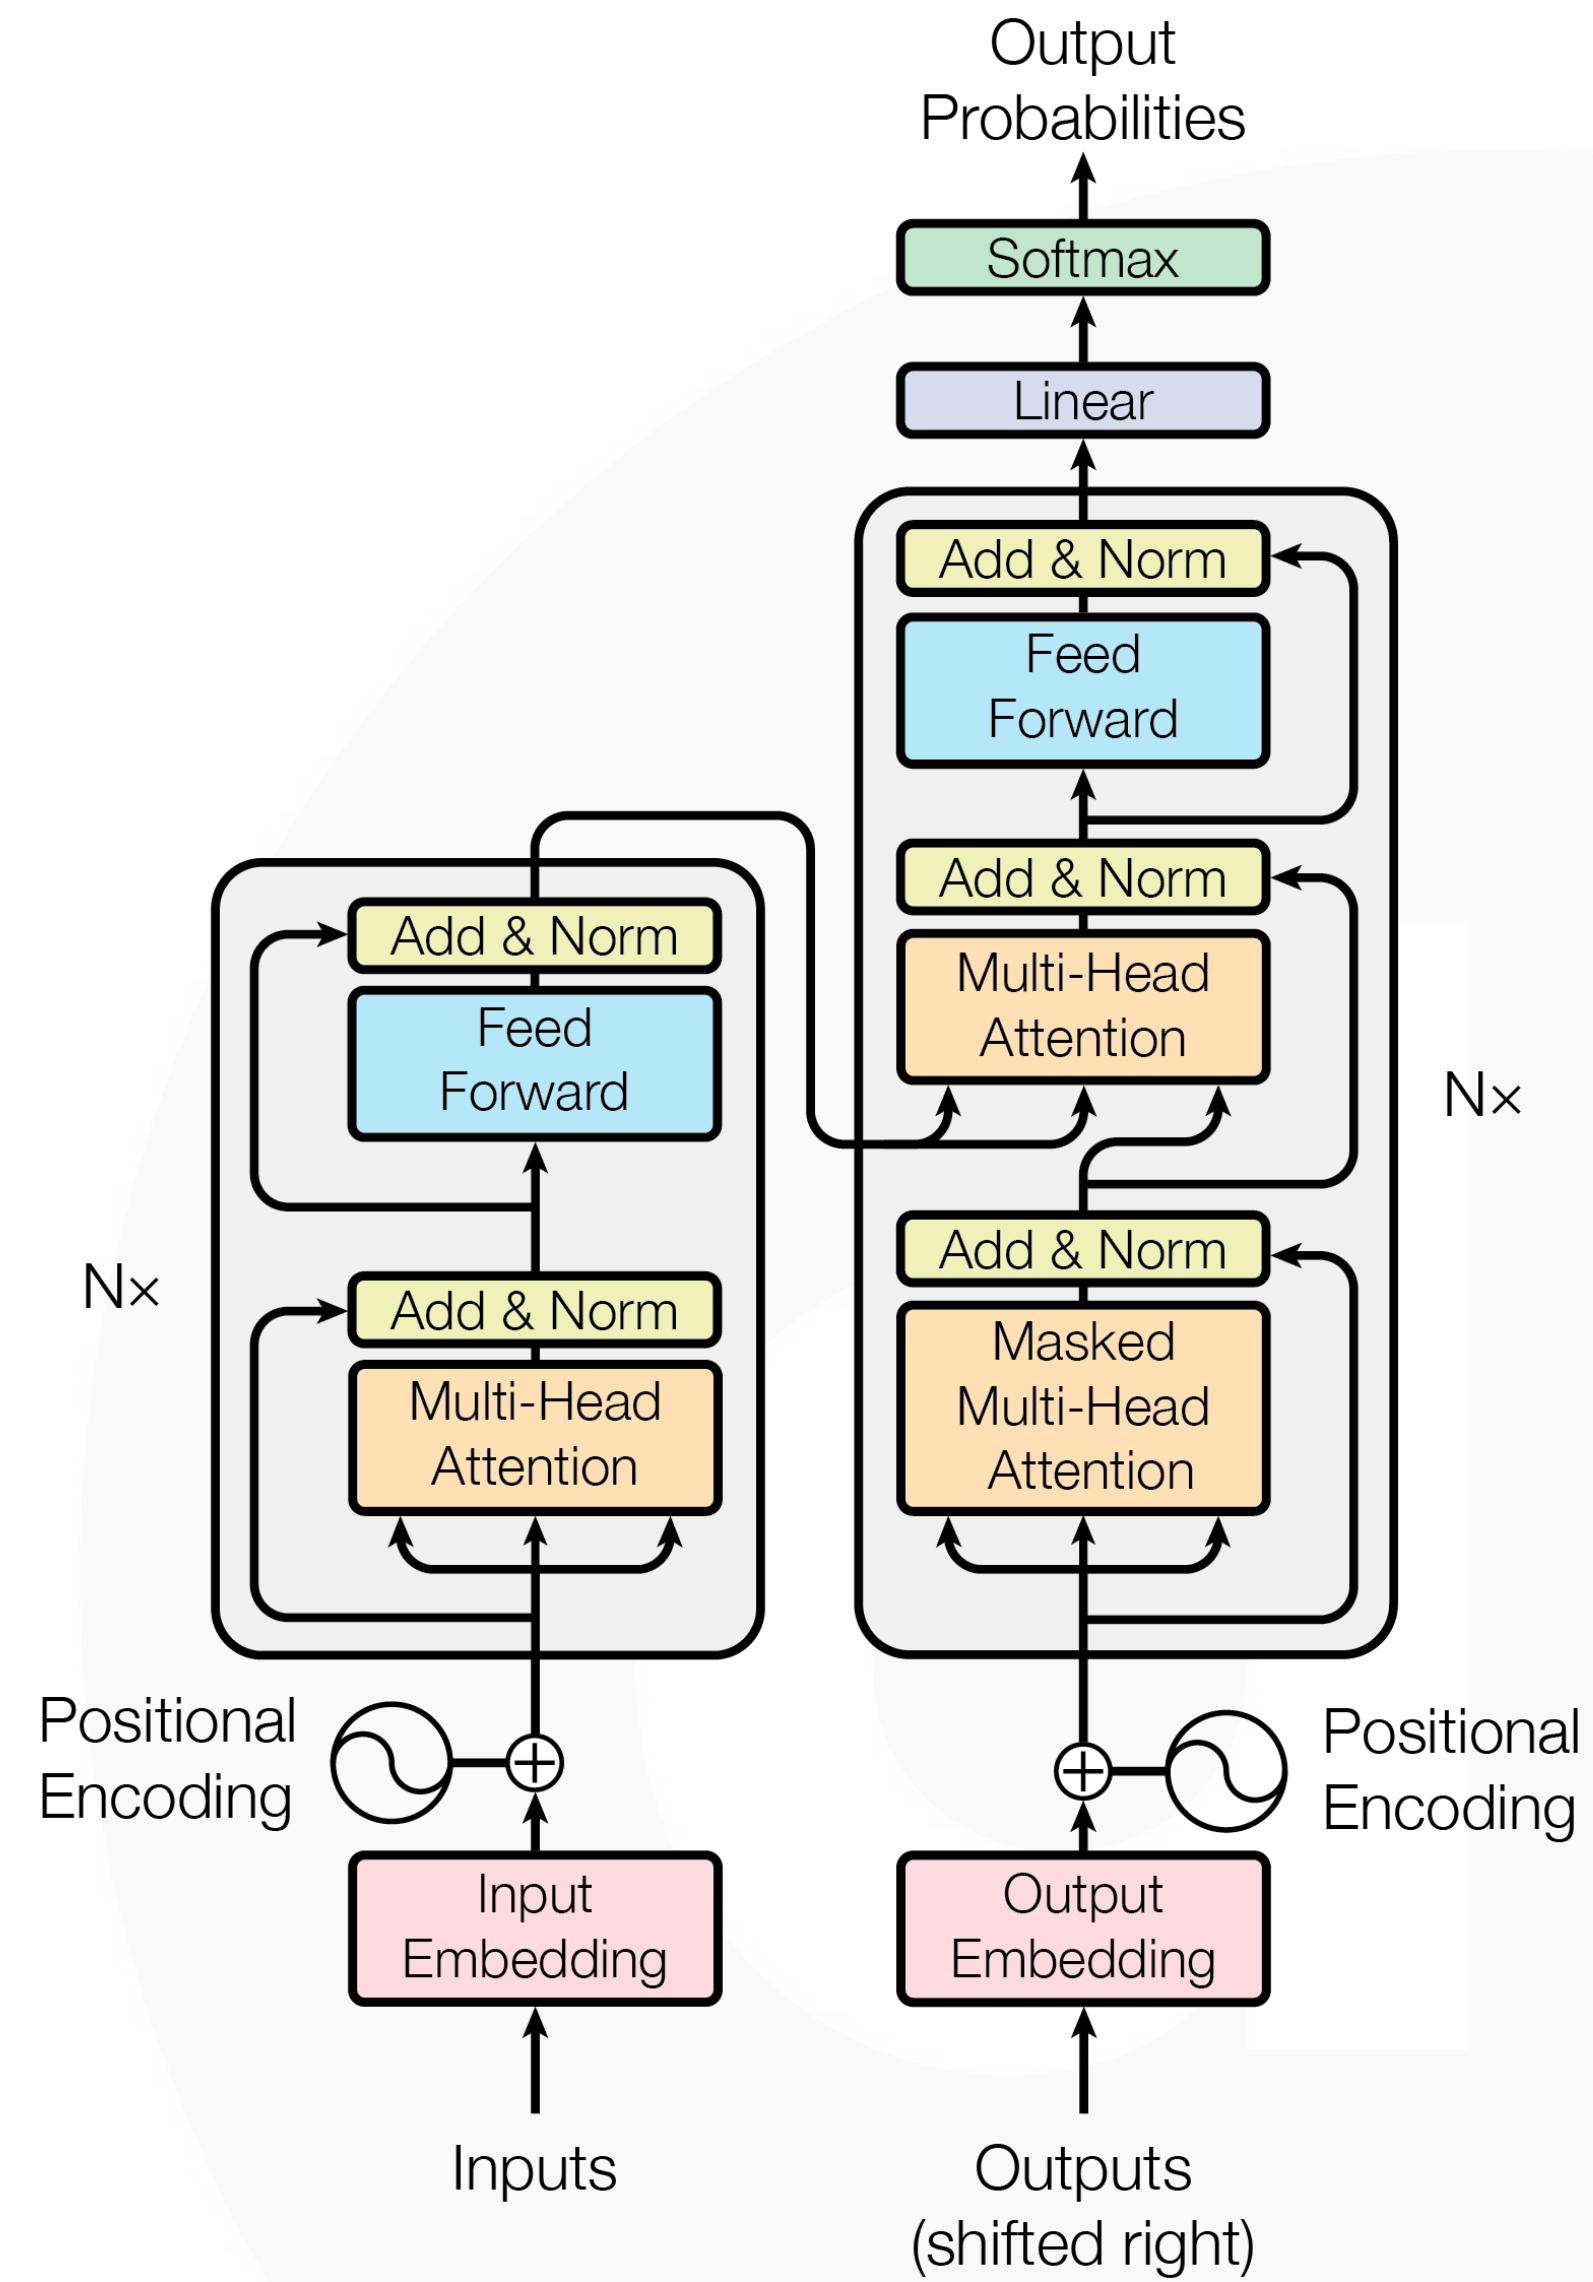 Output
Probabilities
Softmax
Linear
Add & Norm
Feed
Forward
Add & Norm
Multi-Head
Attention
N×
Add & Norm
Masked
Multi-Head
Attention
Add & Norm
Feed
Forward
N×
Add & Norm
Multi-Head
Attention
Positional
Encoding
Positional
Encoding
Input
Embedding
Output
Embedding
Inputs
Outputs
(shifted right)